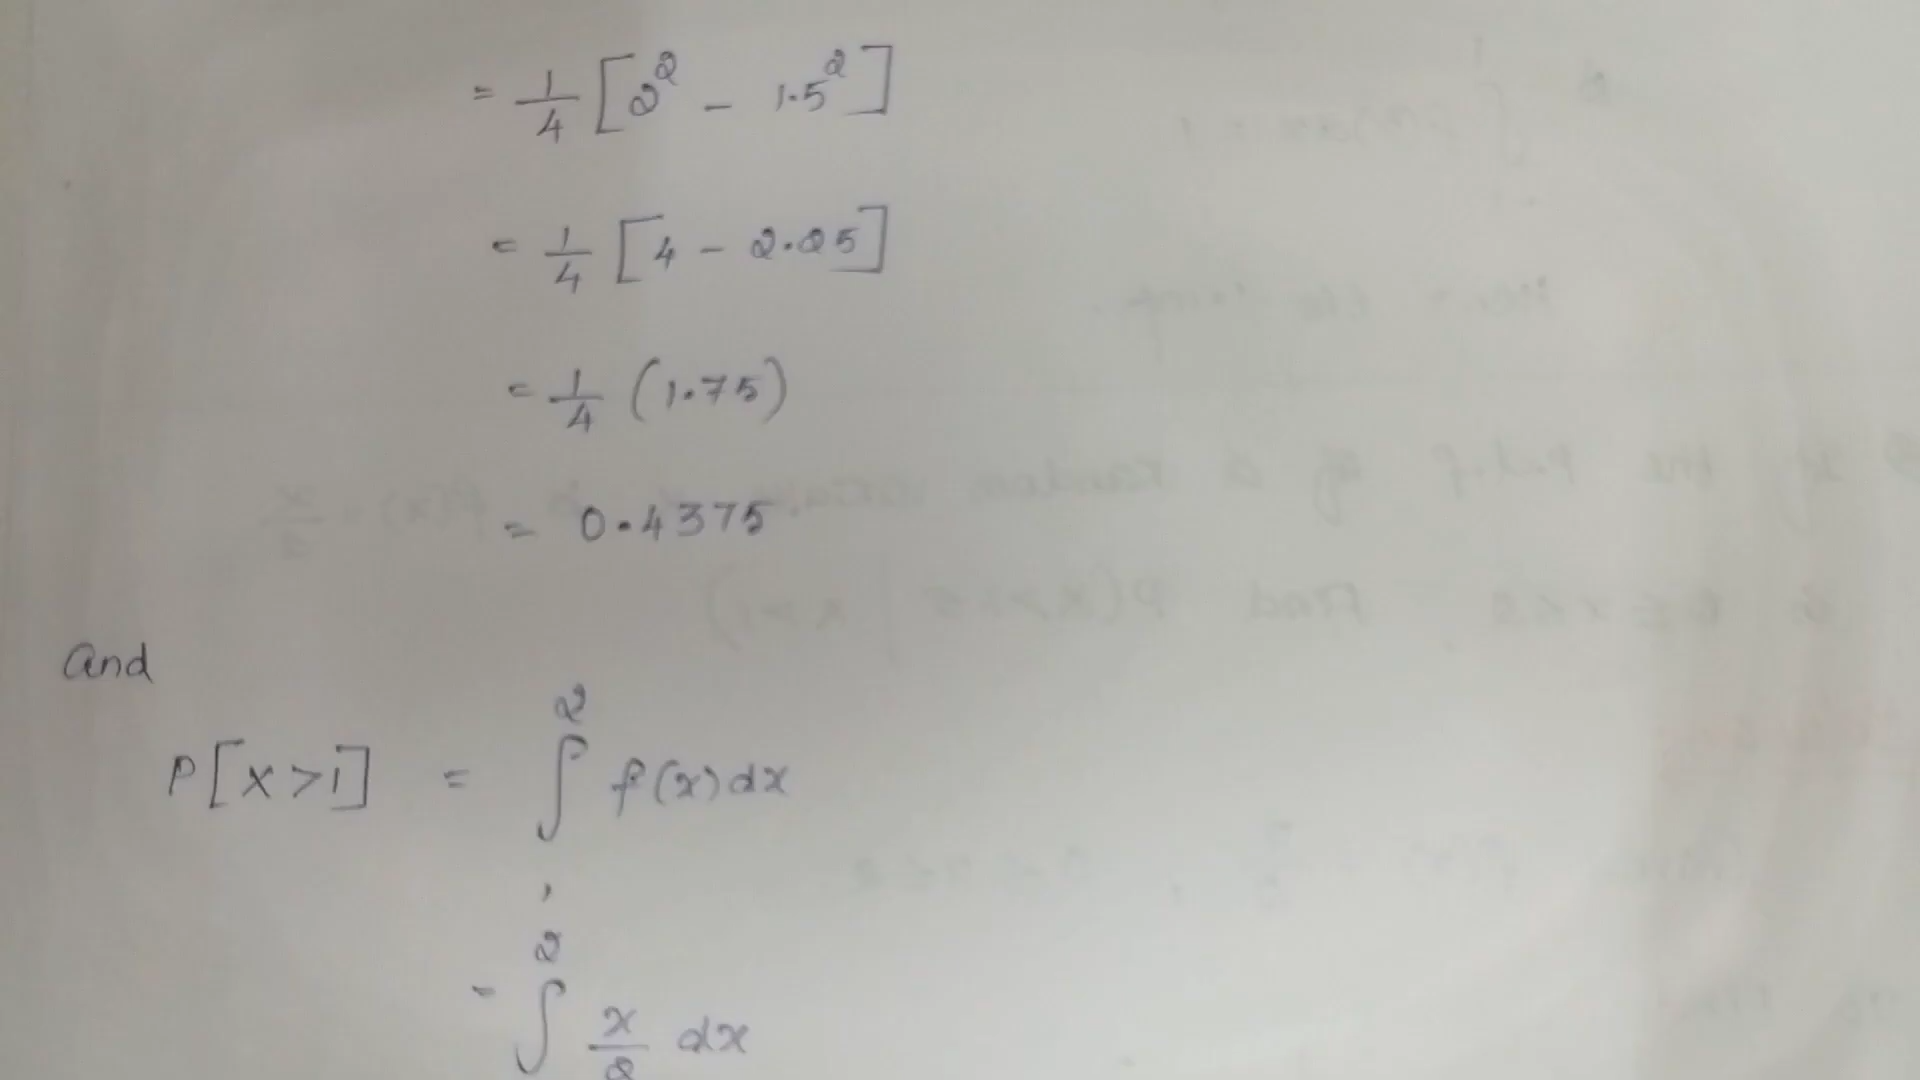 = 1/4 [2² - 1.5²]
= 1/4 [4 - 2.25]
= 1/4 (1.75)
= 0.4375
and
P[X>1] = ∫₁² f(x) dx
= ∫² x/2 dx